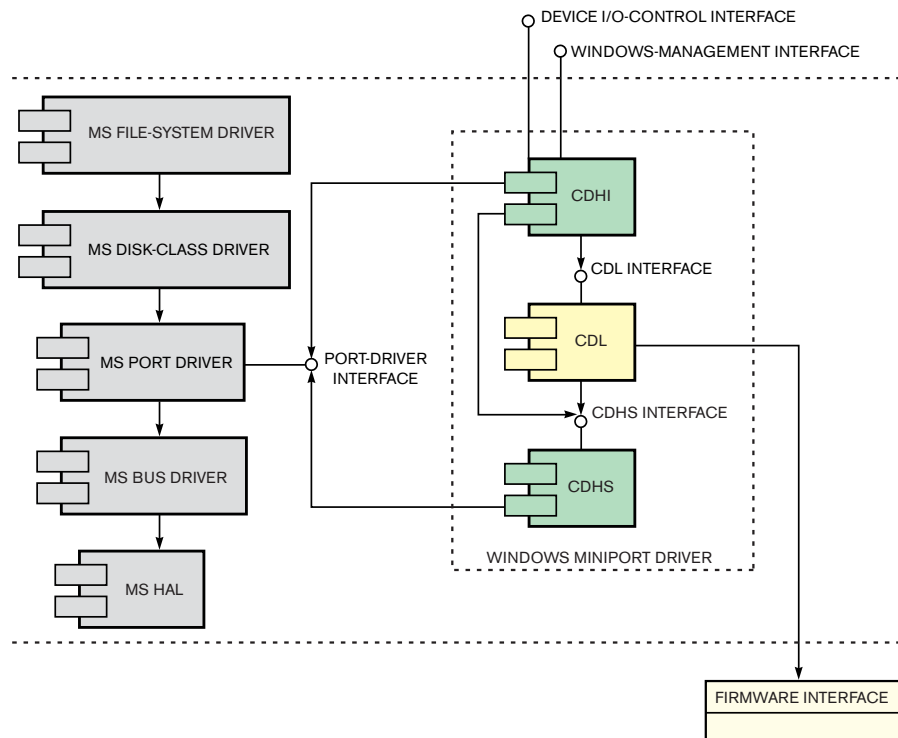 DEVICE I/O-CONTROL INTERFACE
WINDOWS-MANAGEMENT INTERFACE
MS FILE-SYSTEM DRIVER
MS DISK-CLASS DRIVER
MS PORT DRIVER
MS BUS DRIVER
MS HAL
PORT-DRIVER
INTERFACE
CDHI
CDL INTERFACE
CDL
CDHS INTERFACE
CDHS
WINDOWS MINIPORT DRIVER
FIRMWARE INTERFACE